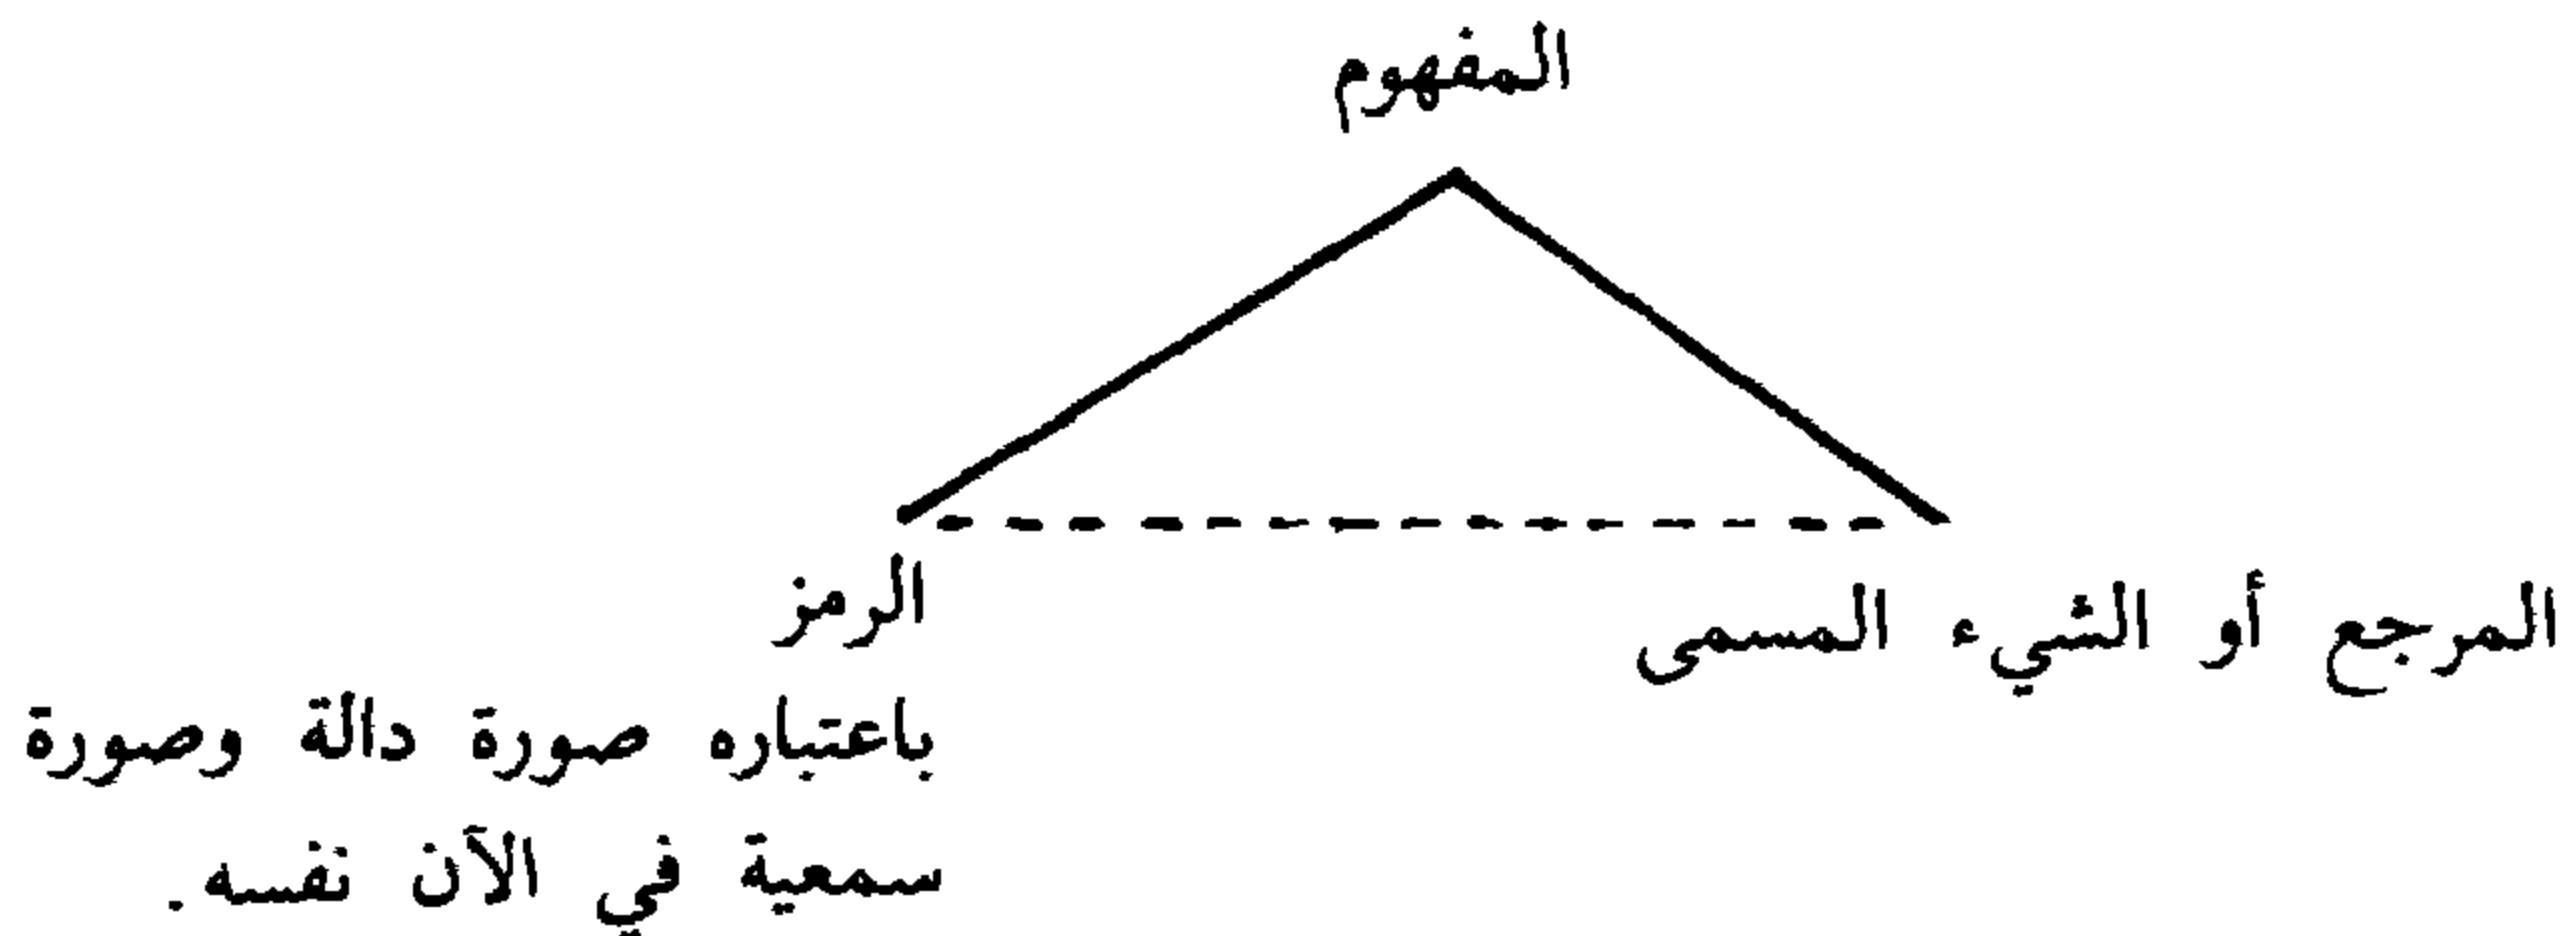 المفهوم
المرجع أو الشيء المسمى
الرمز
باعتباره صورة دالة وصورة
سمعية في الآن نفسه.